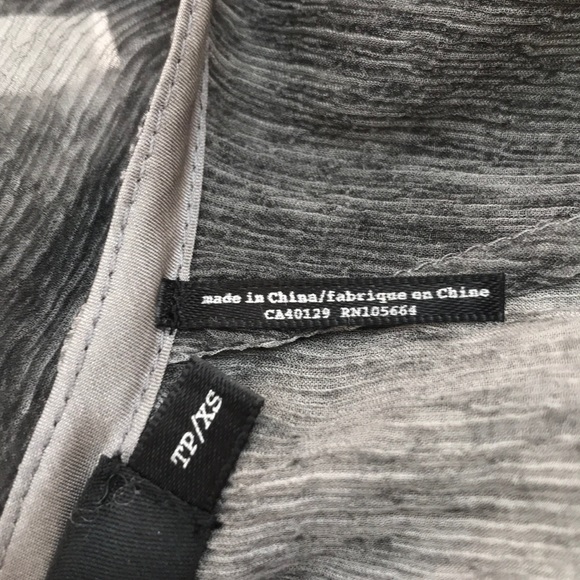 made in China/fabrique en Chine
CA40129 RN105664
TP/XS